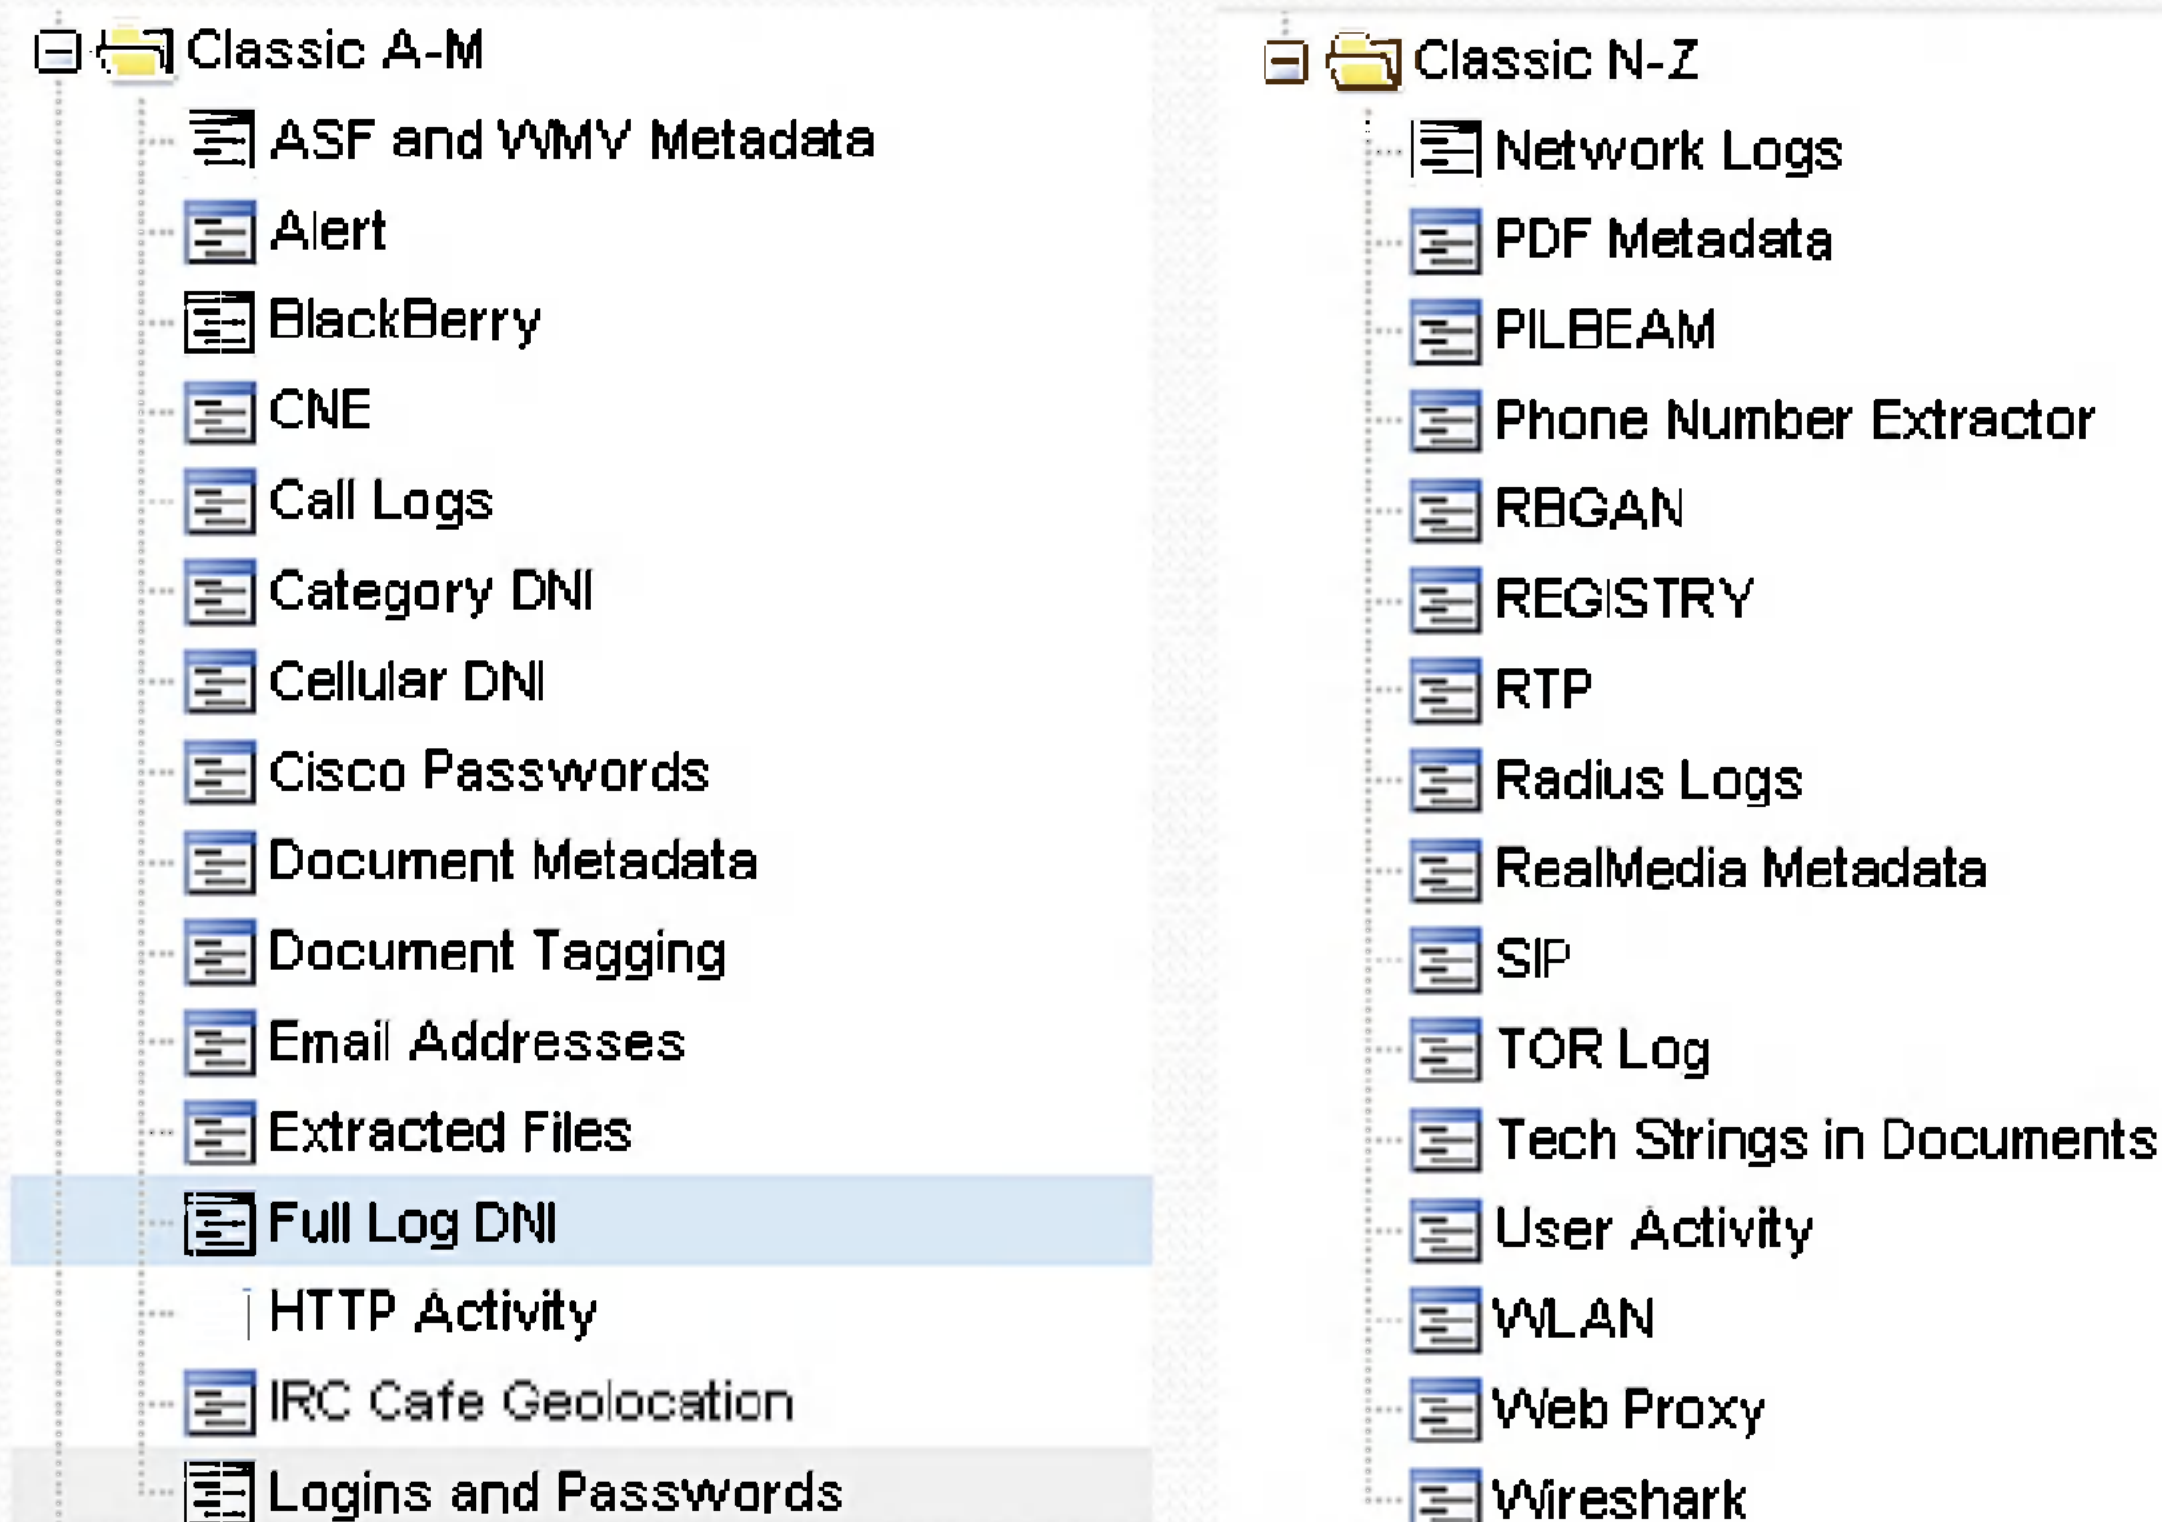 Classic A-M
ASF and WMV Metadata
Alert
BlackBerry
CNE
Call Logs
Category DNI
Cellular DNI
Cisco Passwords
Document Metadata
Document Tagging
Email Addresses
Extracted Files
Full Log DNI
HTTP Activity
IRC Cafe Geolocation
Logins and Passwords
Classic N-Z
Network Logs
PDF Metadata
PILBEAM
Phone Number Extractor
RBGAN
REGISTRY
RTP
Radius Logs
RealMedia Metadata
SIP
TOR Log
Tech Strings in Documents
User Activity
WLAN
Web Proxy
Wireshark